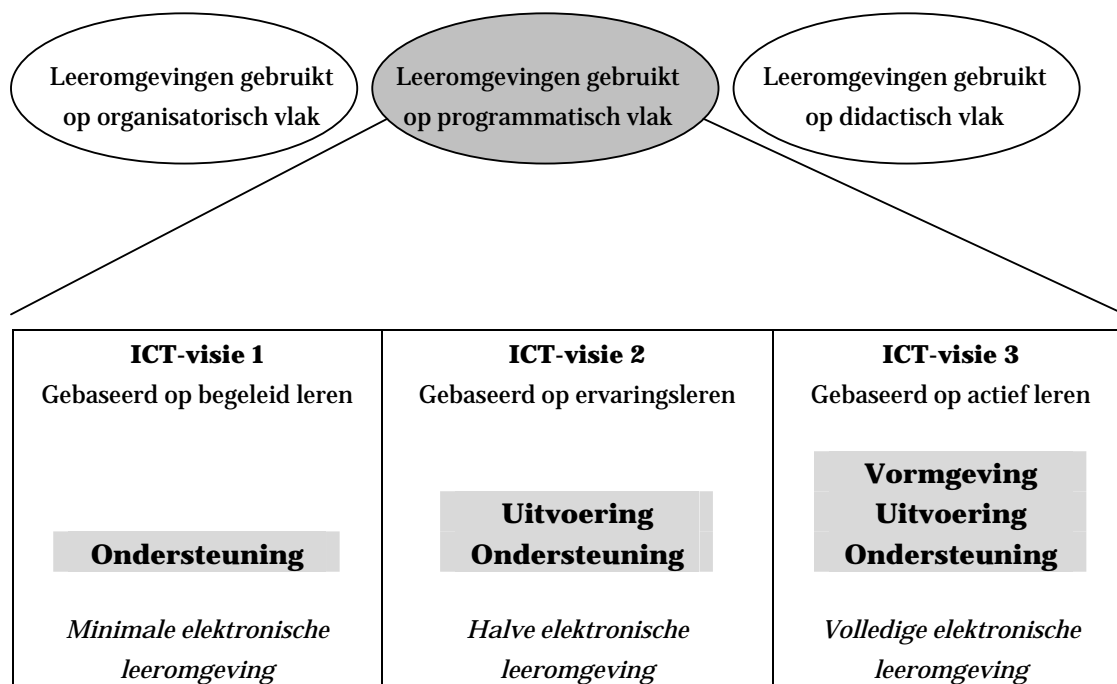 Leeromgevingen gebruikt
op organisatorisch vlak
Leeromgevingen gebruikt
op programmatisch vlak
Leeromgevingen gebruikt
op didactisch vlak
ICT-visie 1
Gebaseerd op begeleid leren
Ondersteuning
Minimale elektronische
leeromgeving
ICT-visie 2
Gebaseerd op ervaringsleren
Uitvoering
Ondersteuning
Halve elektronische
leeromgeving
ICT-visie 3
Gebaseerd op actief leren
Vormgeving
Uitvoering
Ondersteuning
Volledige elektronische
leeromgeving